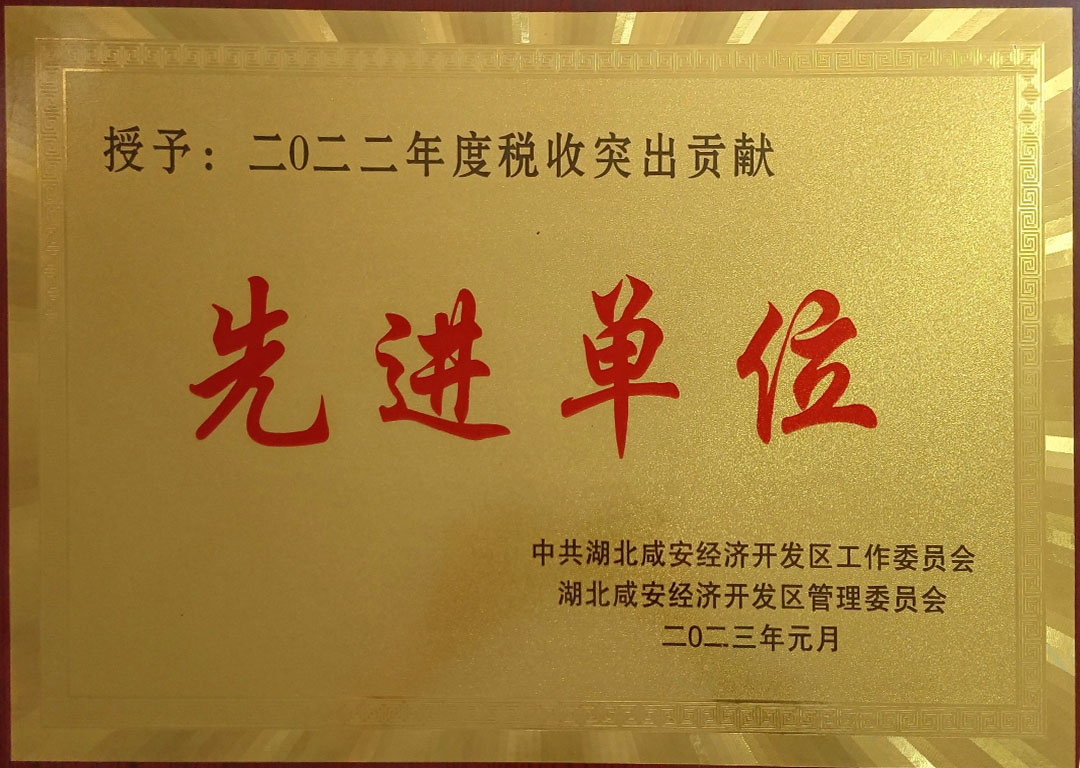 授予：二0二二年度税收突出贡献
先进单位
中共湖北咸安经济开发区工作委员会
湖北咸安经济开发区管理委员会
二0二三年元月